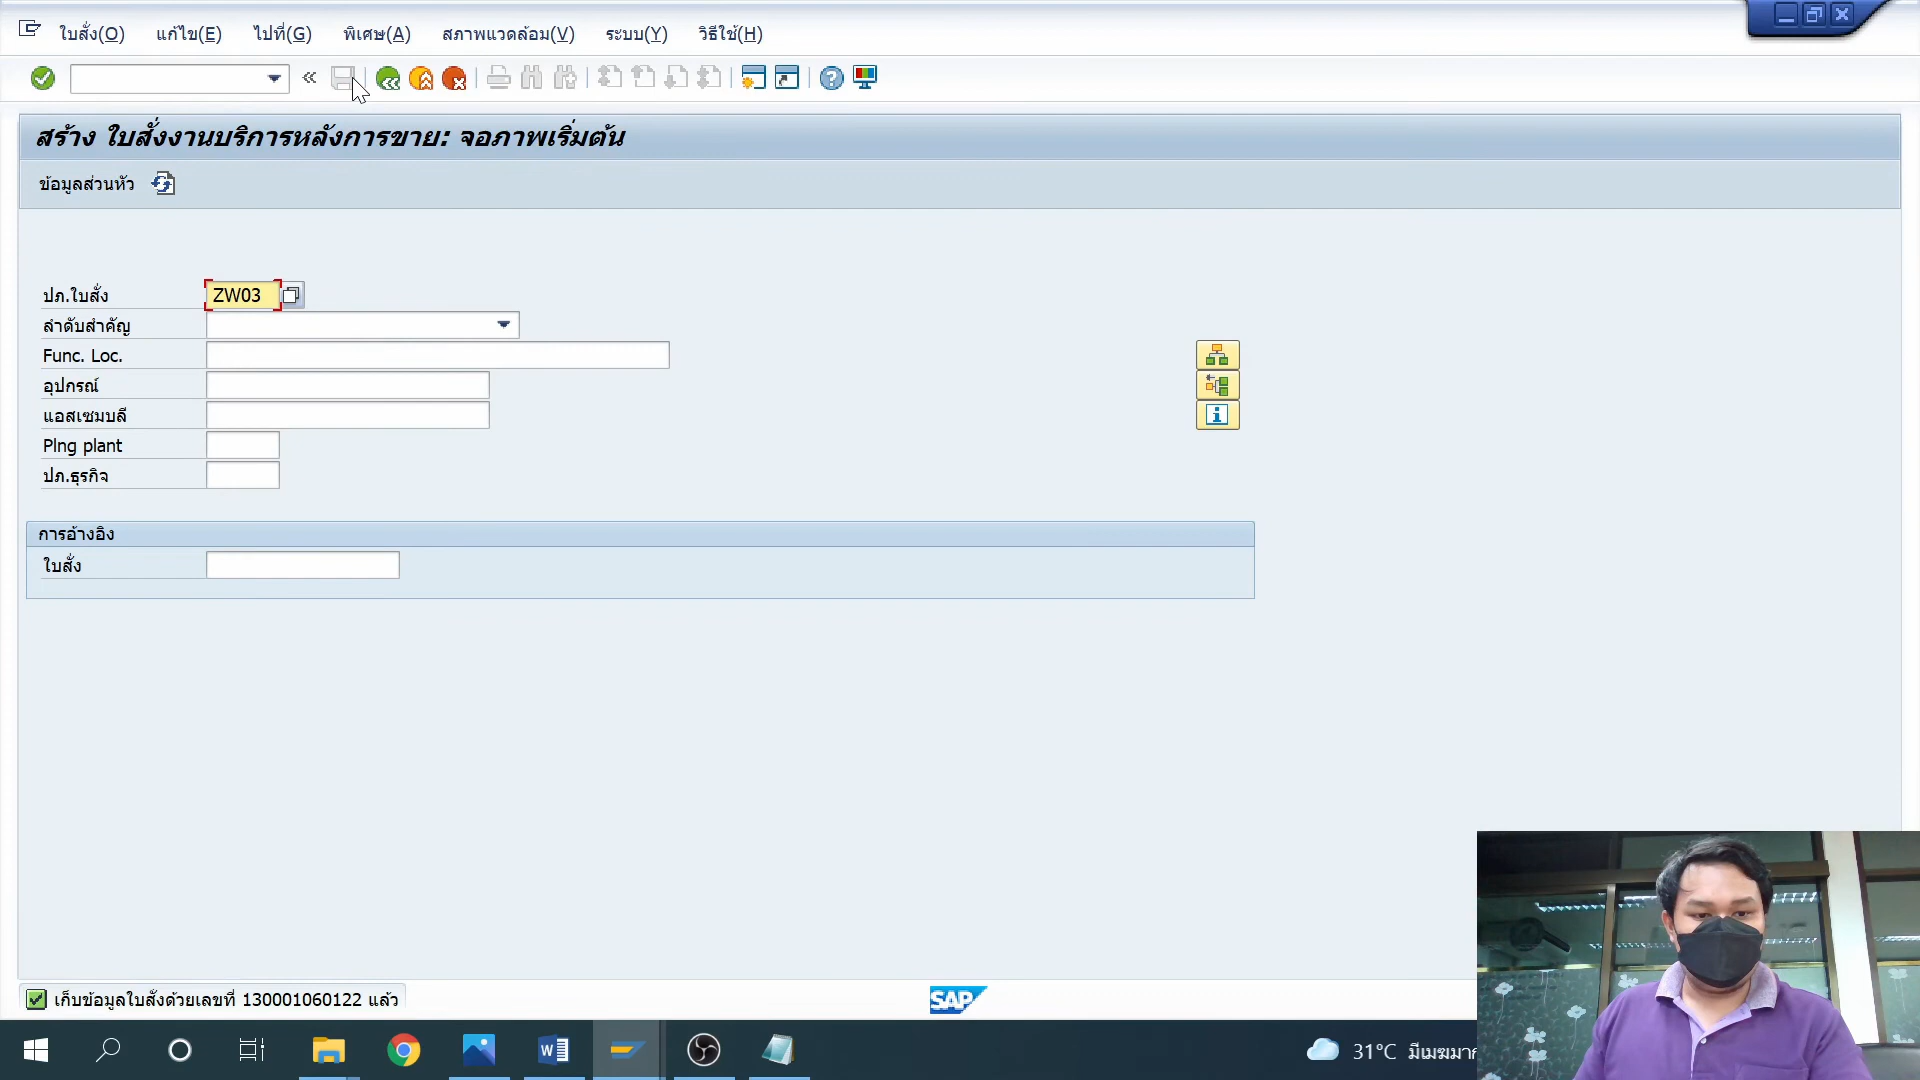 ใบสั่ง(O) แก้ไข(E) ไปที่(G) พิเศษ(A) สภาพแวดล้อม(V) ระบบ(Y) วิธีใช้(H)
สร้าง ใบสั่งงานบริการหลังการขาย: จอภาพเริ่มต้น
ข้อมูลส่วนหัว
ปภ.ใบสั่ง ZW03
ลำดับสำคัญ
Func. Loc.
อุปกรณ์
แอสเซมบลี
Plng plant
ปภ.ธุรกิจ
การอ้างอิง
ใบสั่ง
เก็บข้อมูลใบสั่งด้วยเลขที่ 130001060122 แล้ว
SAP
31°C มีเมฆมาก